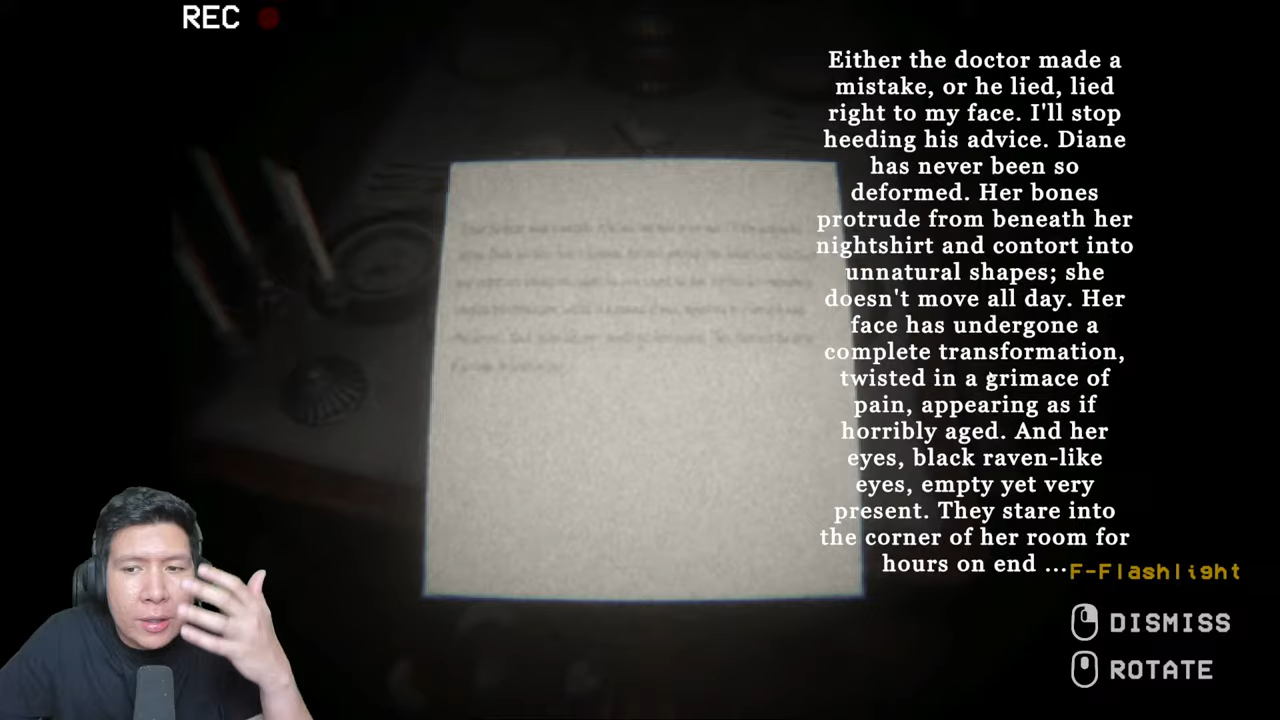 REC
Either the doctor made a
mistake, or he lied, lied
right to my face. I'll stop
heeding his advice. Diane
has never been so
deformed. Her bones
protrude from beneath her
nightshirt and contort into
unnatural shapes; she
doesn't move all day. Her
face has undergone a
complete transformation,
twisted in a grimace of
pain, appearing as if
horribly aged. And her
eyes, black raven-like
eyes, empty yet very
present. They stare into
the corner of her room for
hours on end ...
F-Flashlight
DISMISS
ROTATE